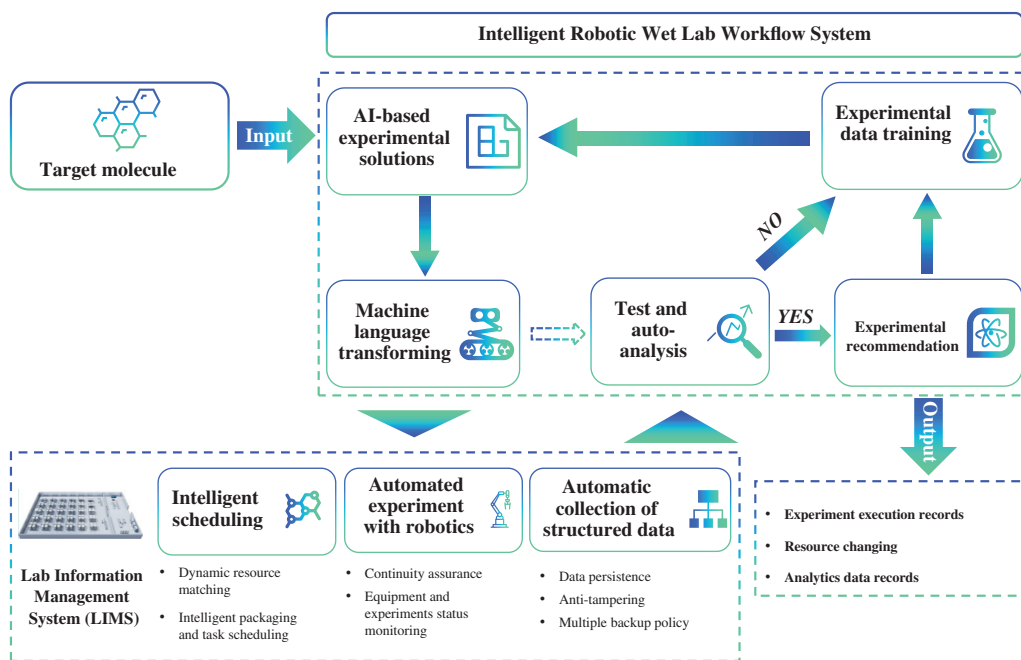 Intelligent Robotic Wet Lab Workflow System
Target molecule
Input
AI-based
experimental
solutions
Experimental
data training
NO
Machine
language
transforming
Test and
auto-
analysis
YES
Experimental
recommendation
Output
Lab Information
Management
System (LIMS)
Intelligent
scheduling
• Dynamic resource
matching
• Intelligent packaging
and task scheduling
Automated
experiment
with robotics
• Continuity assurance
• Equipment and
experiments status
monitoring
Automatic
collection of
structured data
• Data persistence
• Anti-tampering
• Multiple backup policy
• Experiment execution records
• Resource changing
• Analytics data records